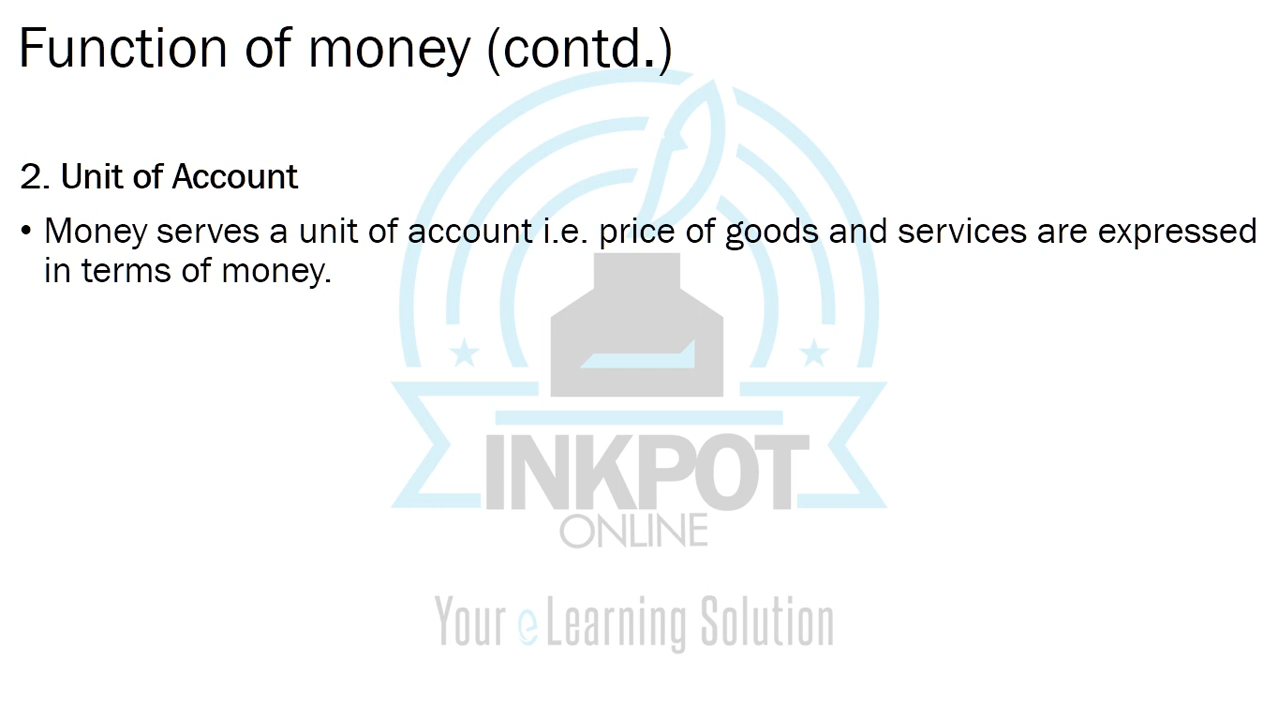 Function of money (contd.)
2. Unit of Account
• Money serves a unit of account i.e. price of goods and services are expressed
in terms of money.
INKPOT
ONLINE
Your eLearning Solution